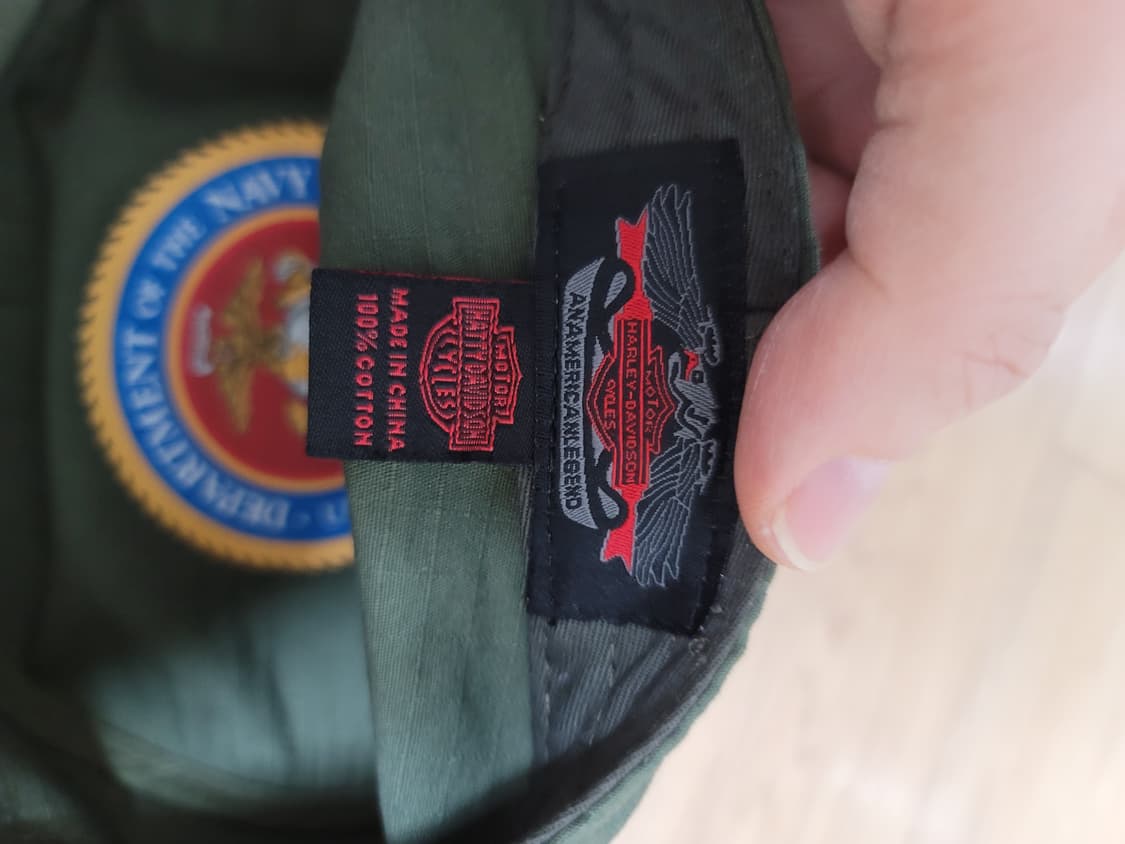 DEPARTMENT OF THE NAVY
MOTOR
HARLEY-DAVIDSON
CYCLES
MADE IN CHINA
100% COTTON
MOTOR
HARLEY-DAVIDSON
CYCLES
AN AMERICAN LEGEND